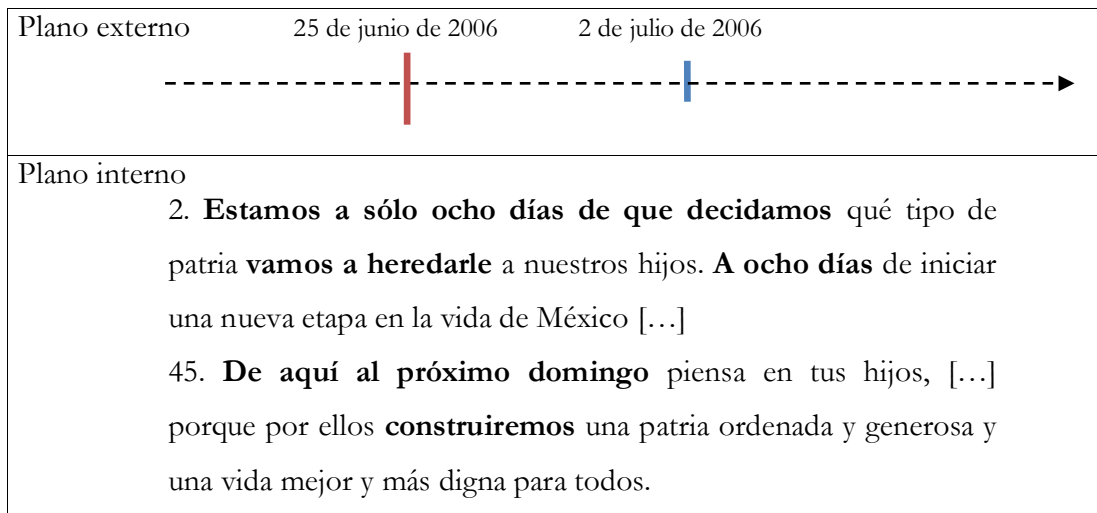 Plano externo 25 de junio de 2006 2 de julio de 2006
Plano interno
2. Estamos a sólo ocho días de que decidamos qué tipo de
patria vamos a heredarle a nuestros hijos. A ocho días de iniciar
una nueva etapa en la vida de México […]
45. De aquí al próximo domingo piensa en tus hijos, […]
porque por ellos construiremos una patria ordenada y generosa y
una vida mejor y más digna para todos.